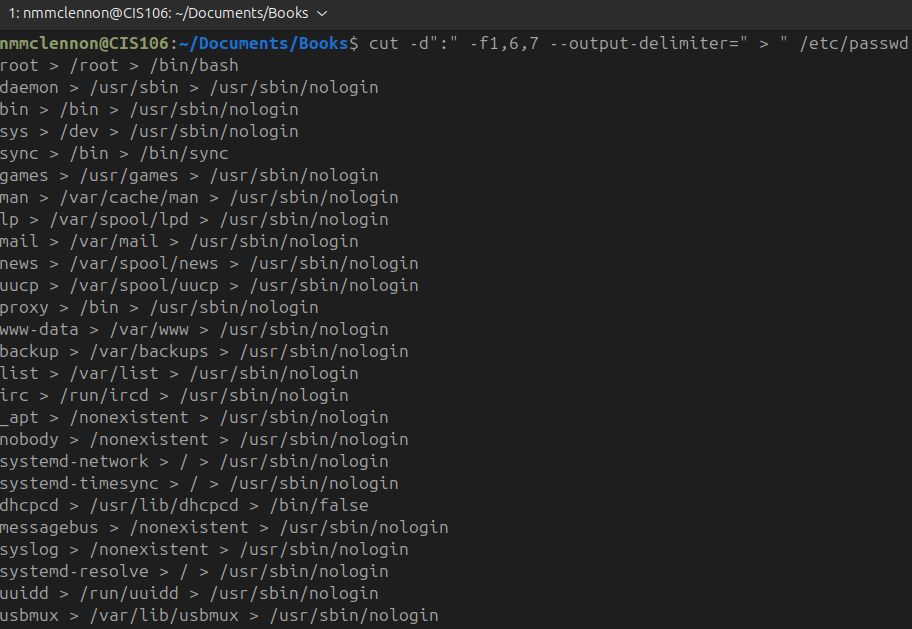 1: nmmclennon@CIS106: ~/Documents/Books
nmmclennon@CIS106:~/Documents/Books$ cut -d":" -f1,6,7 --output-delimiter=" > " /etc/passwd
root > /root > /bin/bash
daemon > /usr/sbin > /usr/sbin/nologin
bin > /bin > /usr/sbin/nologin
sys > /dev > /usr/sbin/nologin
sync > /bin > /bin/sync
games > /usr/games > /usr/sbin/nologin
man > /var/cache/man > /usr/sbin/nologin
lp > /var/spool/lpd > /usr/sbin/nologin
mail > /var/mail > /usr/sbin/nologin
news > /var/spool/news > /usr/sbin/nologin
uucp > /var/spool/uucp > /usr/sbin/nologin
proxy > /bin > /usr/sbin/nologin
www-data > /var/www > /usr/sbin/nologin
backup > /var/backups > /usr/sbin/nologin
list > /var/list > /usr/sbin/nologin
irc > /run/ircd > /usr/sbin/nologin
_apt > /nonexistent > /usr/sbin/nologin
nobody > /nonexistent > /usr/sbin/nologin
systemd-network > / > /usr/sbin/nologin
systemd-timesync > / > /usr/sbin/nologin
dhcpcd > /usr/lib/dhcpcd > /bin/false
messagebus > /nonexistent > /usr/sbin/nologin
syslog > /nonexistent > /usr/sbin/nologin
systemd-resolve > / > /usr/sbin/nologin
uuidd > /run/uuidd > /usr/sbin/nologin
usbmux > /var/lib/usbmux > /usr/sbin/nologin